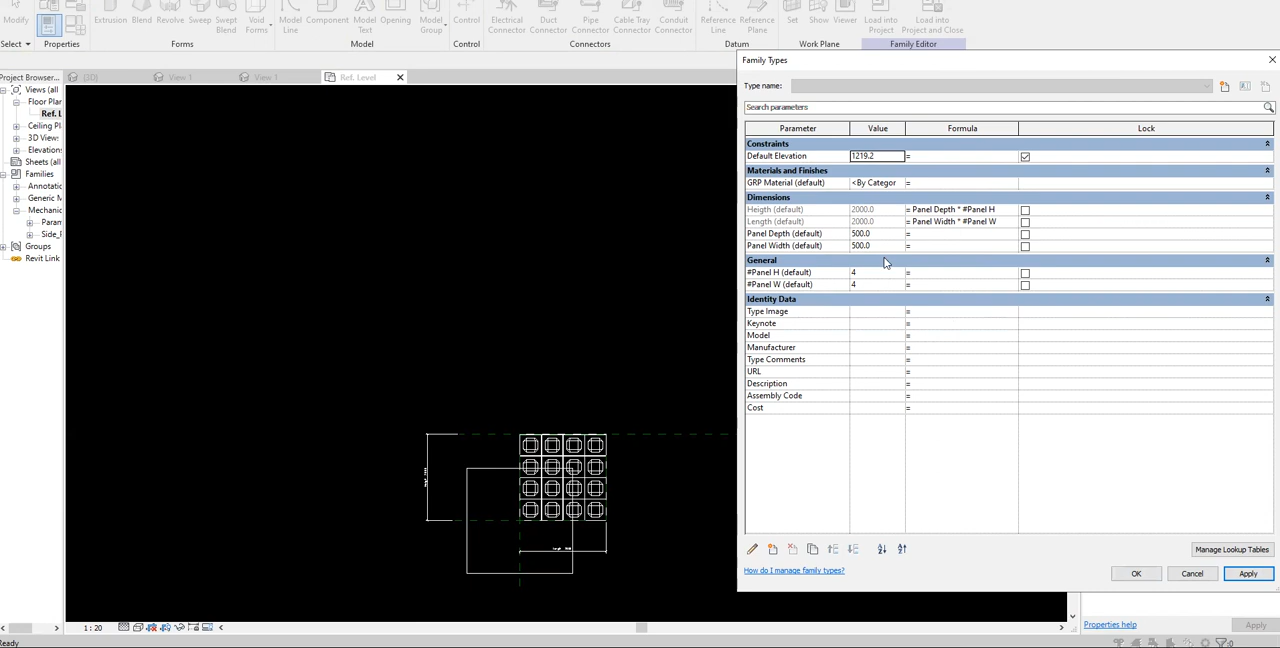 Modify
Extrusion Blend Revolve Sweep Swept Blend Void Forms Model Line Component Model Text Opening Model Group Control Electrical Connector Duct Connector Pipe Connector Cable Tray Connector Conduit Connector Reference Line Reference Plane Set Show Viewer Load into Project Load into Project and Close
Select Properties Forms Model Control Connectors Datum Work Plane Family Editor
Project Browser... {3D} View 1 View 1 Ref. Level
Views (all
Floor Plan
Ref. L
Ceiling Pl
3D View:
Elevation:
Sheets (all
Families
Annotatio
Generic M
Mechanic
Param
Side_F
Groups
Revit Link
Family Types
Type name:
Search parameters
Parameter Value Formula Lock
Constraints
Default Elevation 1219.2 =
Materials and Finishes
GRP Material (default) <By Categor =
Dimensions
Heigth (default) 2000.0 = Panel Depth * #Panel H
Length (default) 2000.0 = Panel Width * #Panel W
Panel Depth (default) 500.0 =
Panel Width (default) 500.0 =
General
#Panel H (default) 4 =
#Panel W (default) 4 =
Identity Data
Type Image =
Keynote =
Model =
Manufacturer =
Type Comments =
URL =
Description =
Assembly Code =
Cost =
Manage Lookup Tables
How do I manage family types?
OK Cancel Apply
1 : 20
Properties help Apply
Ready
:0